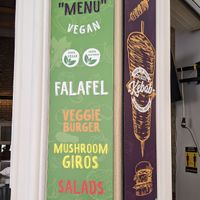 "MENU"
VEGAN
FALAFEL
VEGGIE
BURGER
MUSHROOM
GIROS
SALADS
Kebab